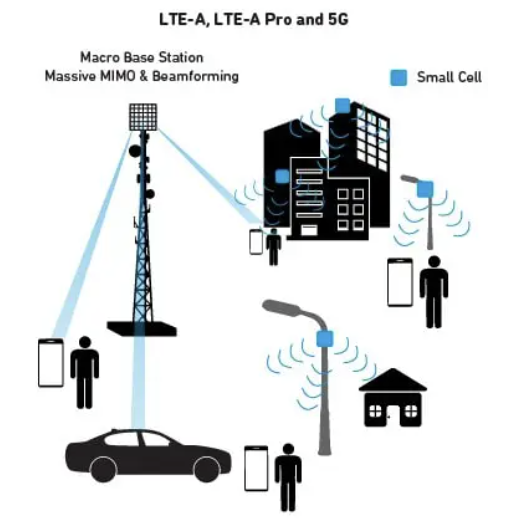 LTE-A, LTE-A Pro and 5G
Macro Base Station
Massive MIMO & Beamforming
Small Cell